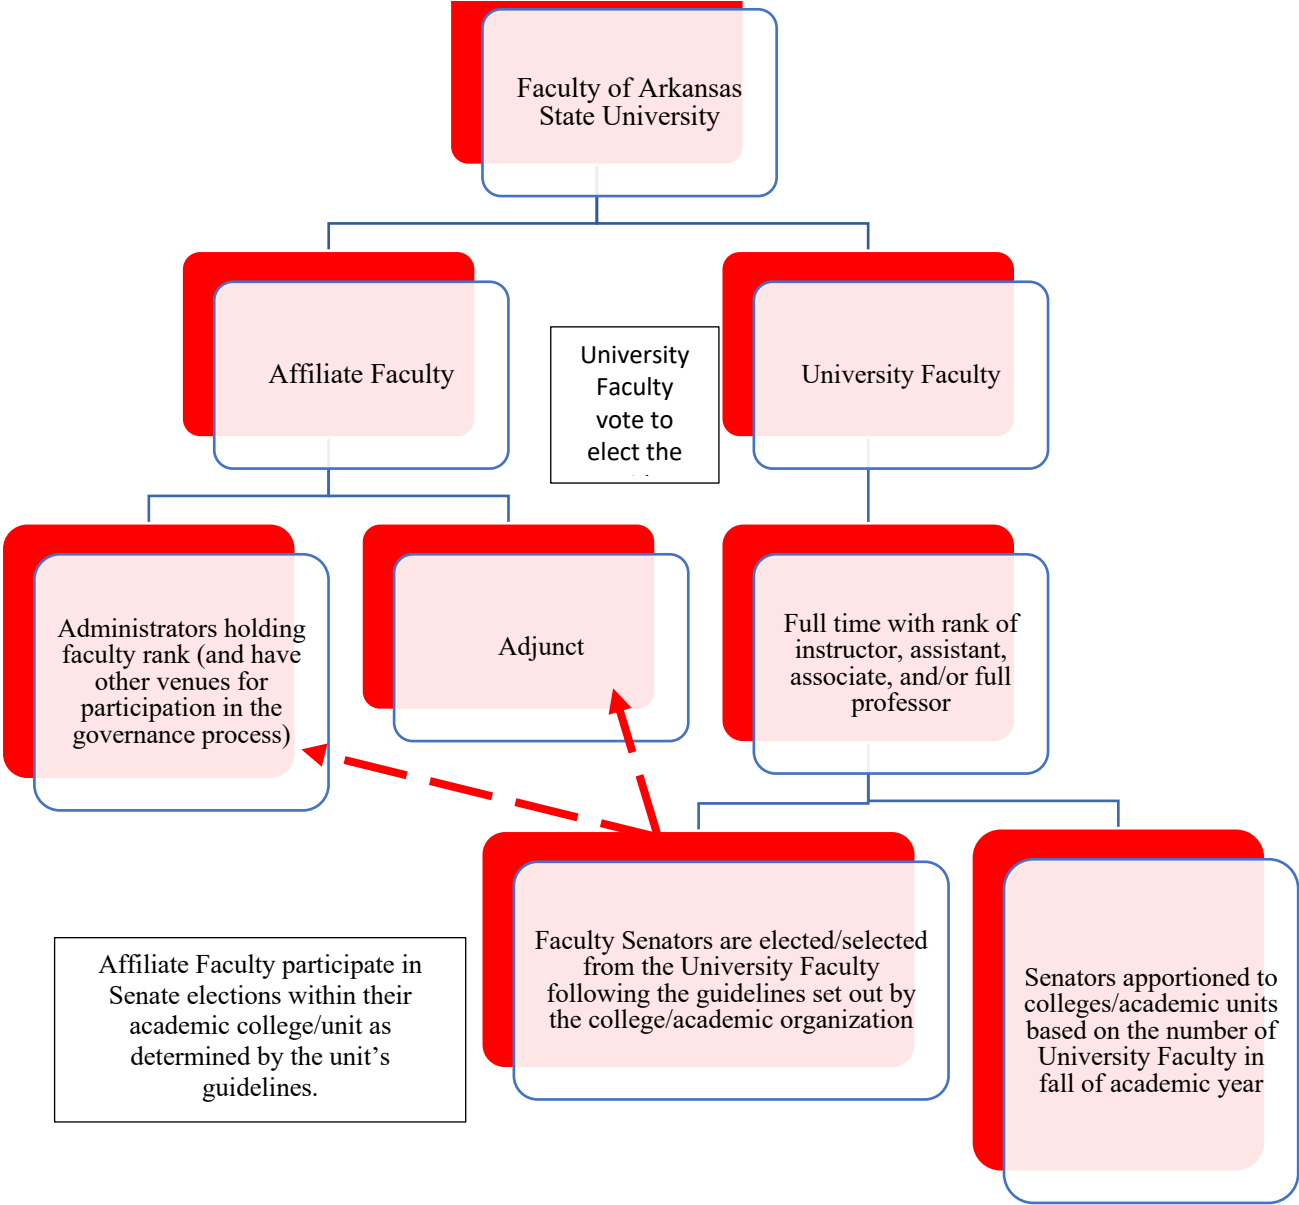 Faculty of Arkansas
State University
Affiliate Faculty
University
Faculty
vote to
elect the
University Faculty
Administrators holding
faculty rank (and have
other venues for
participation in the
governance process)
Adjunct
Full time with rank of
instructor, assistant,
associate, and/or full
professor
Faculty Senators are elected/selected
from the University Faculty
following the guidelines set out by
the college/academic organization
Senators apportioned to
colleges/academic units
based on the number of
University Faculty in
fall of academic year
Affiliate Faculty participate in
Senate elections within their
academic college/unit as
determined by the unit’s
guidelines.